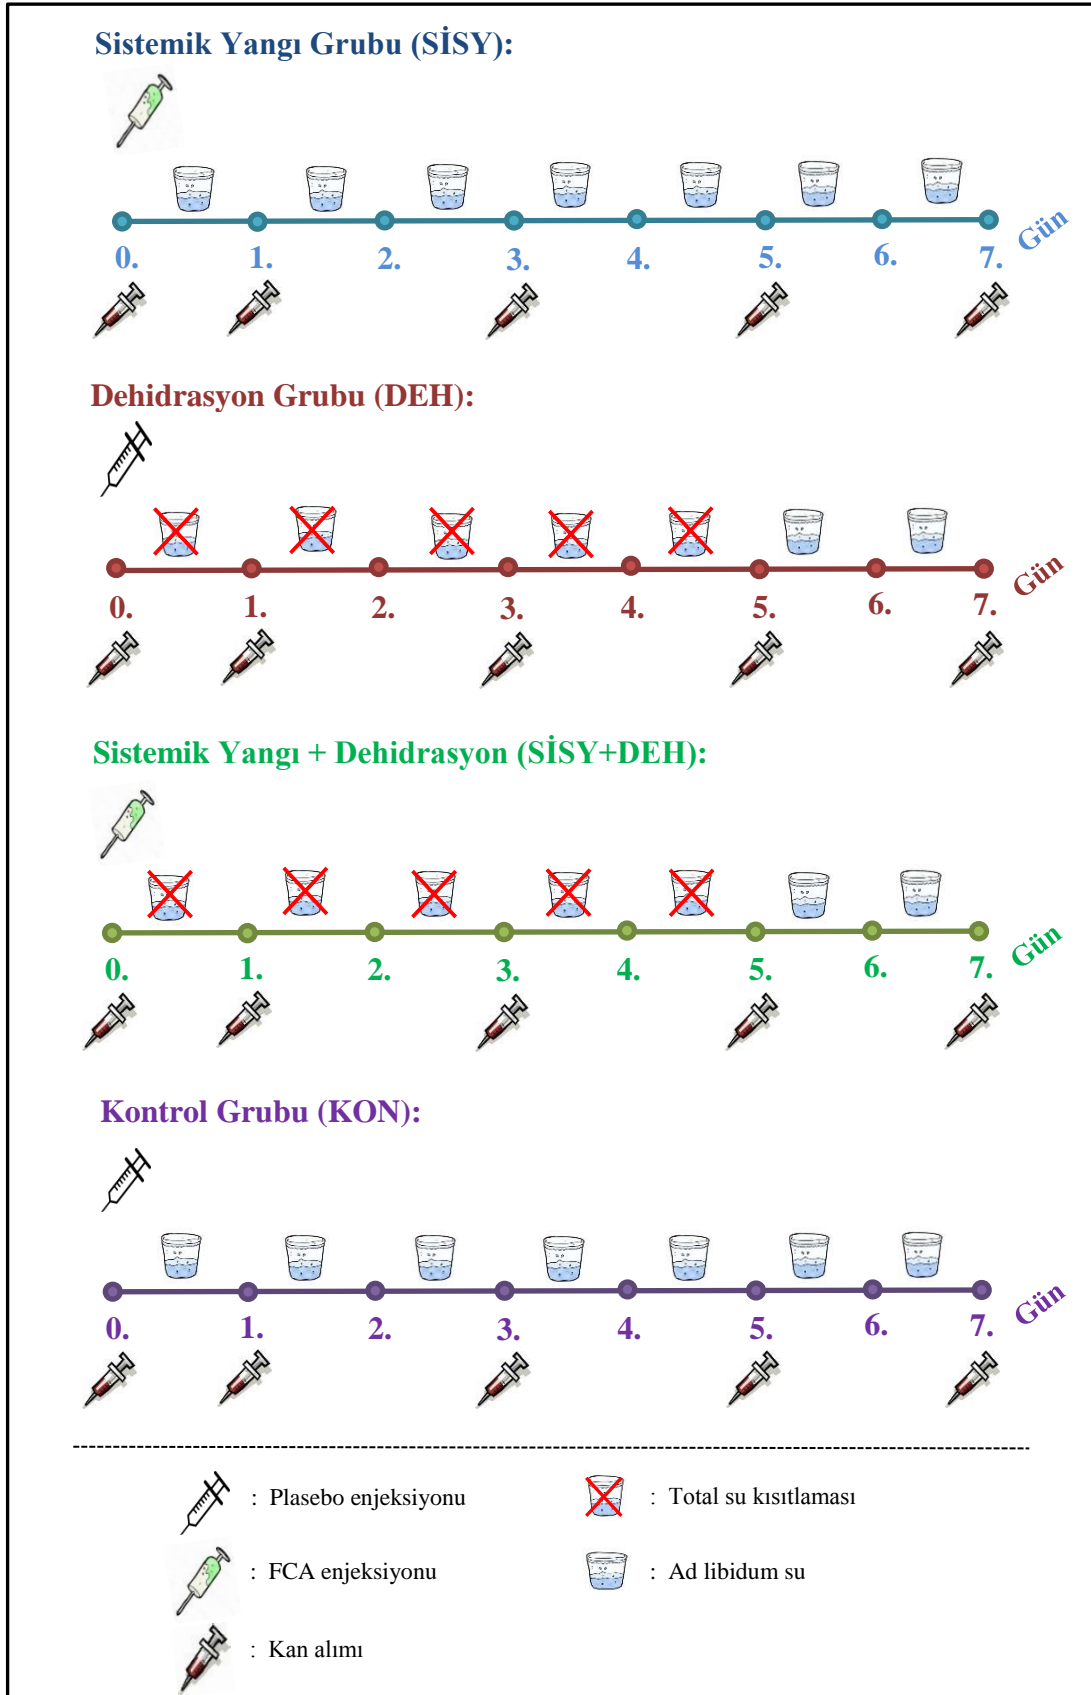 Sistemik Yangı Grubu (SİSY):
0. 1. 2. 3. 4. 5. 6. 7. Gün
Dehidrasyon Grubu (DEH):
0. 1. 2. 3. 4. 5. 6. 7. Gün
Sistemik Yangı + Dehidrasyon (SİSY+DEH):
0. 1. 2. 3. 4. 5. 6. 7. Gün
Kontrol Grubu (KON):
0. 1. 2. 3. 4. 5. 6. 7. Gün
: Plasebo enjeksiyonu : Total su kısıtlaması
: FCA enjeksiyonu : Ad libidum su
: Kan alımı